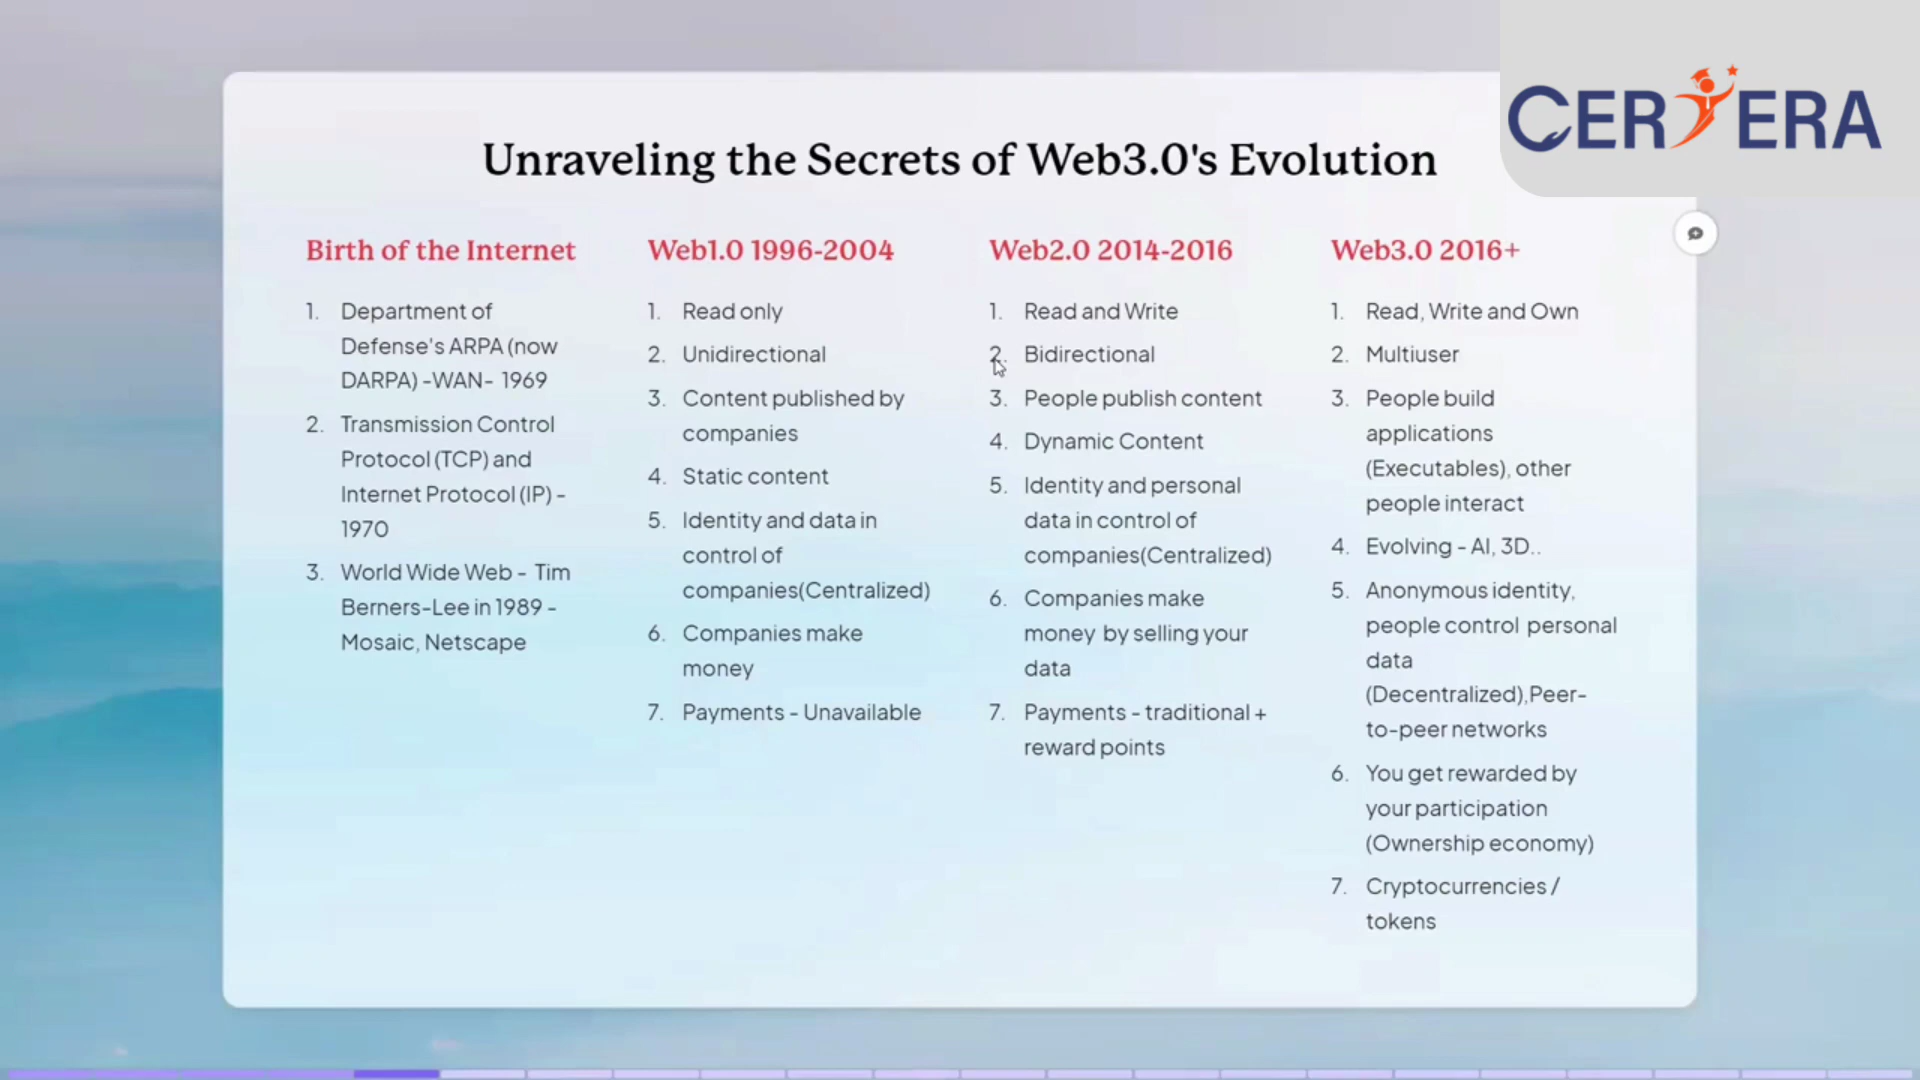 CERTERA
Unraveling the Secrets of Web3.0's Evolution
Birth of the Internet
1. Department of
Defense's ARPA (now
DARPA) -WAN- 1969
2. Transmission Control
Protocol (TCP) and
Internet Protocol (IP) -
1970
3. World Wide Web - Tim
Berners-Lee in 1989 -
Mosaic, Netscape
Web1.0 1996-2004
1. Read only
2. Unidirectional
3. Content published by
companies
4. Static content
5. Identity and data in
control of
companies(Centralized)
6. Companies make
money
7. Payments - Unavailable
Web2.0 2014-2016
1. Read and Write
2. Bidirectional
3. People publish content
4. Dynamic Content
5. Identity and personal
data in control of
companies(Centralized)
6. Companies make
money by selling your
data
7. Payments - traditional +
reward points
Web3.0 2016+
1. Read, Write and Own
2. Multiuser
3. People build
applications
(Executables), other
people interact
4. Evolving - AI, 3D..
5. Anonymous identity,
people control personal
data
(Decentralized),Peer-
to-peer networks
6. You get rewarded by
your participation
(Ownership economy)
7. Cryptocurrencies /
tokens